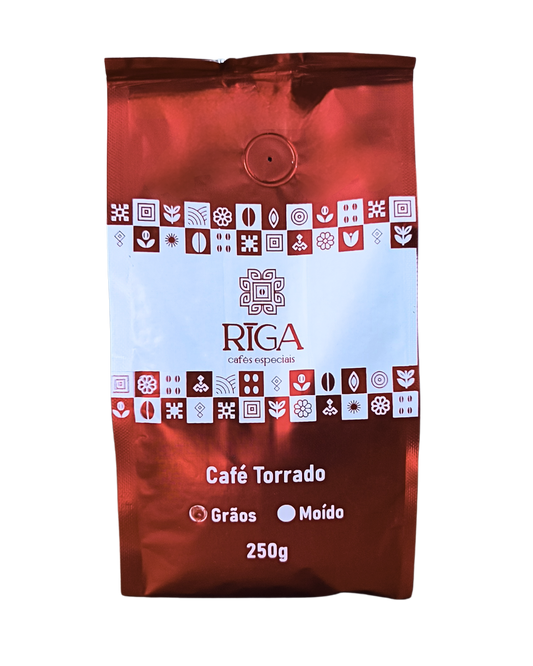 RĪGA
cafés especiais
Café Torrado
Grãos Moído
250g